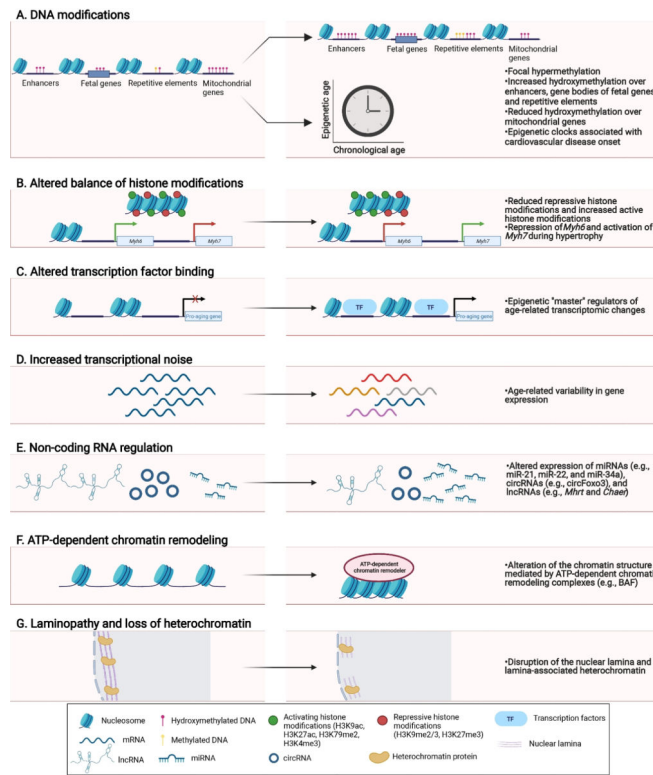 A. DNA modifications
Enhancers
Fetal genes
Repetitive elements
Mitochondrial
genes
Enhancers
Fetal genes
Repetitive elements
Mitochondrial
genes
Epigenetic age
Chronological age
•Focal hypermethylation
•Increased hydroxymethylation over
enhancers, gene bodies of fetal genes
and repetitive elements
•Reduced hydroxymethylation over
mitochondrial genes
•Epigenetic clocks associated with
cardiovascular disease onset
B. Altered balance of histone modifications
Myh6
Myh7
Myh6
Myh7
•Reduced repressive histone
modifications and increased active
histone modifications
•Repression of Myh6 and activation of
Myh7 during hypertrophy
C. Altered transcription factor binding
X
Pro-aging gene
TF
TF
Pro-aging gene
•Epigenetic "master" regulators of
age-related transcriptomic changes
D. Increased transcriptional noise
•Age-related variability in gene
expression
E. Non-coding RNA regulation
•Altered expression of miRNAs (e.g.,
miR-21, miR-22, and miR-34a),
circRNAs (e.g., circFoxo3), and
lncRNAs (e.g., Mhrt and Chaer)
F. ATP-dependent chromatin remodeling
ATP-dependent
chromatin remodeler
•Alteration of the chromatin structure
mediated by ATP-dependent chromati
remodeling complexes (e.g., BAF)
G. Laminopathy and loss of heterochromatin
•Disruption of the nuclear lamina and
lamina-associated heterochromatin
Nucleosome
Hydroxymethylated DNA
Activating histone
modifications (H3K9ac,
H3K27ac, H3K79me2,
H3K4me3)
Repressive histone
modifications
(H3K9me2/3, H3K27me3)
TF
Transcription factors
mRNA
Methylated DNA
Nuclear lamina
lncRNA
miRNA
circRNA
Heterochromatin protein